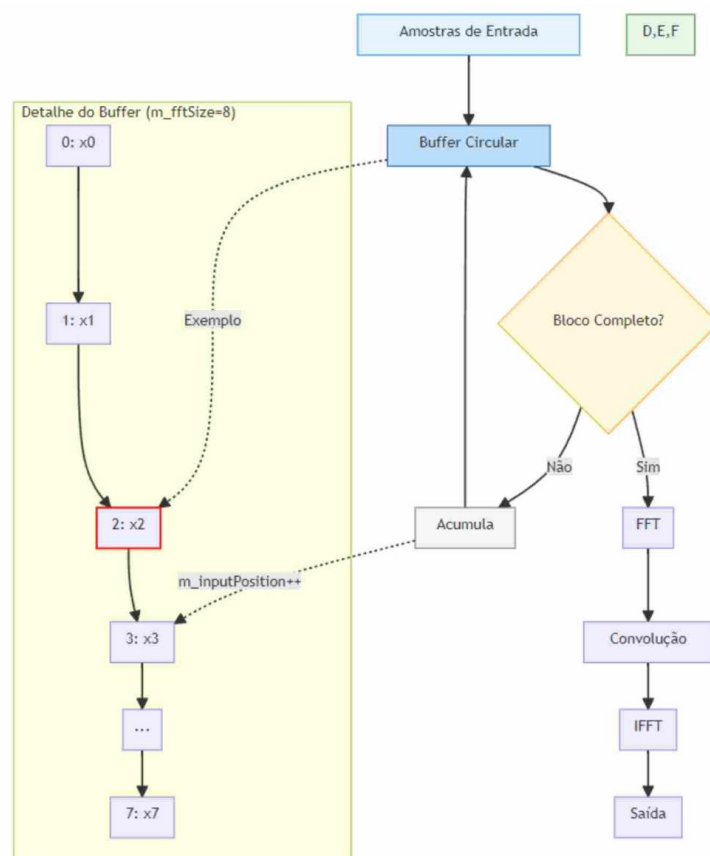 Amostras de Entrada
D,E,F
Detalhe do Buffer (m_fftSize=8)
0: x0
Buffer Circular
1: x1
Exemplo
Bloco Completo?
Não
Sim
2: x2
Acumula
FFT
m_inputPosition++
3: x3
Convolução
...
IFFT
7: x7
Saída